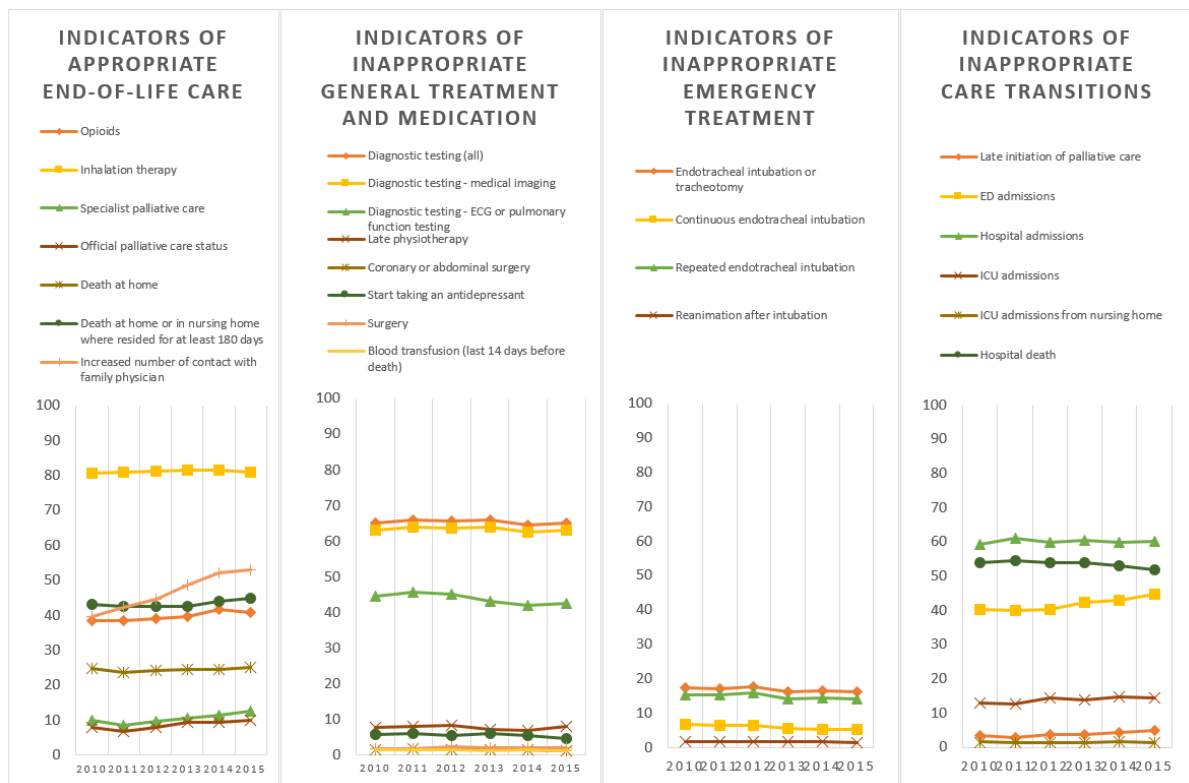 INDICATORS OF
APPROPRIATE
END-OF-LIFE CARE
Opioids
Inhalation therapy
Specialist palliative care
Official palliative care status
Death at home
Death at home or in nursing home
where resided for at least 180 days
Increased number of contact with
family physician
100
90
80
70
60
50
40
30
20
10
0
2010 2011 2012 2013 2014 2015
INDICATORS OF
INAPPROPRIATE
GENERAL TREATMENT
AND MEDICATION
Diagnostic testing (all)
Diagnostic testing - medical imaging
Diagnostic testing - ECG or pulmonary
function testing
Late physiotherapy
Coronary or abdominal surgery
Start taking an antidepressant
Surgery
Blood transfusion (last 14 days before
death)
100
90
80
70
60
50
40
30
20
10
0
2010 2011 2012 2013 2014 2015
INDICATORS OF
INAPPROPRIATE
EMERGENCY
TREATMENT
Endotracheal intubation or
tracheotomy
Continuous endotracheal intubation
Repeated endotracheal intubation
Reanimation after intubation
100
90
80
70
60
50
40
30
20
10
0
2010 2011 2012 2013 2014 2015
INDICATORS OF
INAPPROPRIATE
CARE TRANSITIONS
Late initiation of palliative care
ED admissions
Hospital admissions
ICU admissions
ICU admissions from nursing home
Hospital death
100
90
80
70
60
50
40
30
20
10
0
2010 2011 2012 2013 2014 2015